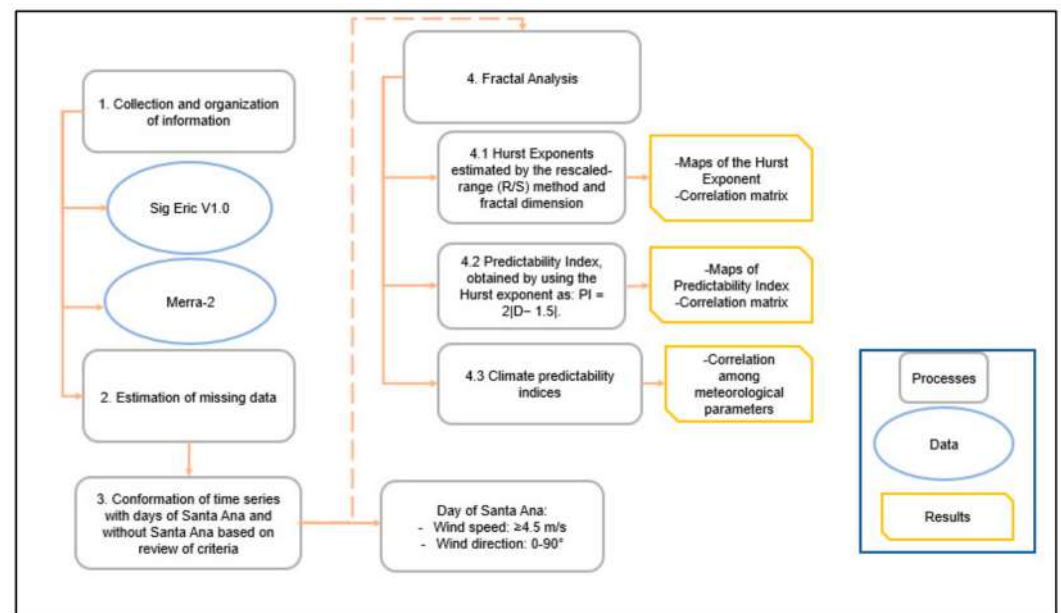 1. Collection and organization
of information
Sig Eric V1.0
Merra-2
2. Estimation of missing data
3. Conformation of time series
with days of Santa Ana and
without Santa Ana based on
review of criteria
Day of Santa Ana:
- Wind speed: ≥4.5 m/s
- Wind direction: 0-90°
4. Fractal Analysis
4.1 Hurst Exponents
estimated by the rescaled-
range (R/S) method and
fractal dimension
-Maps of the Hurst
Exponent
-Correlation matrix
4.2 Predictability Index,
obtained by using the
Hurst exponent as: PI =
2|D− 1.5|.
-Maps of
Predictability Index
-Correlation matrix
4.3 Climate predictability
indices
-Correlation
among
meteorological
parameters
Processes
Data
Results